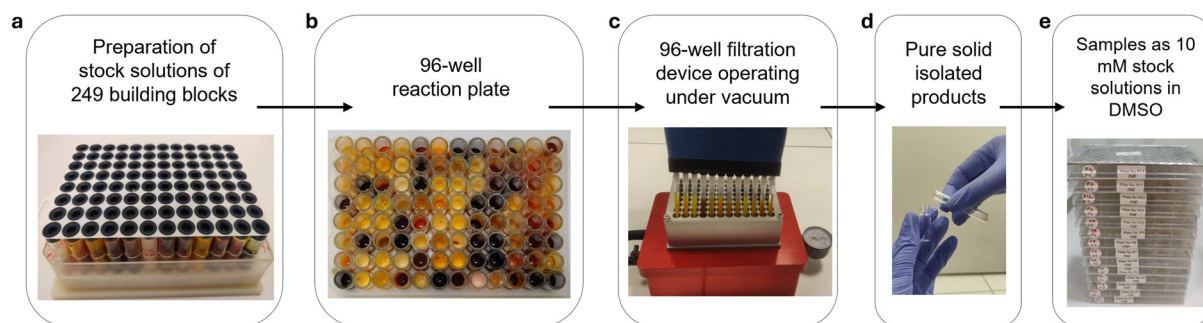 a
Preparation of
stock solutions of
249 building blocks
b
96-well
reaction plate
c
96-well filtration
device operating
under vacuum
d
Pure solid
isolated
products
e
Samples as 10
mM stock
solutions in
DMSO